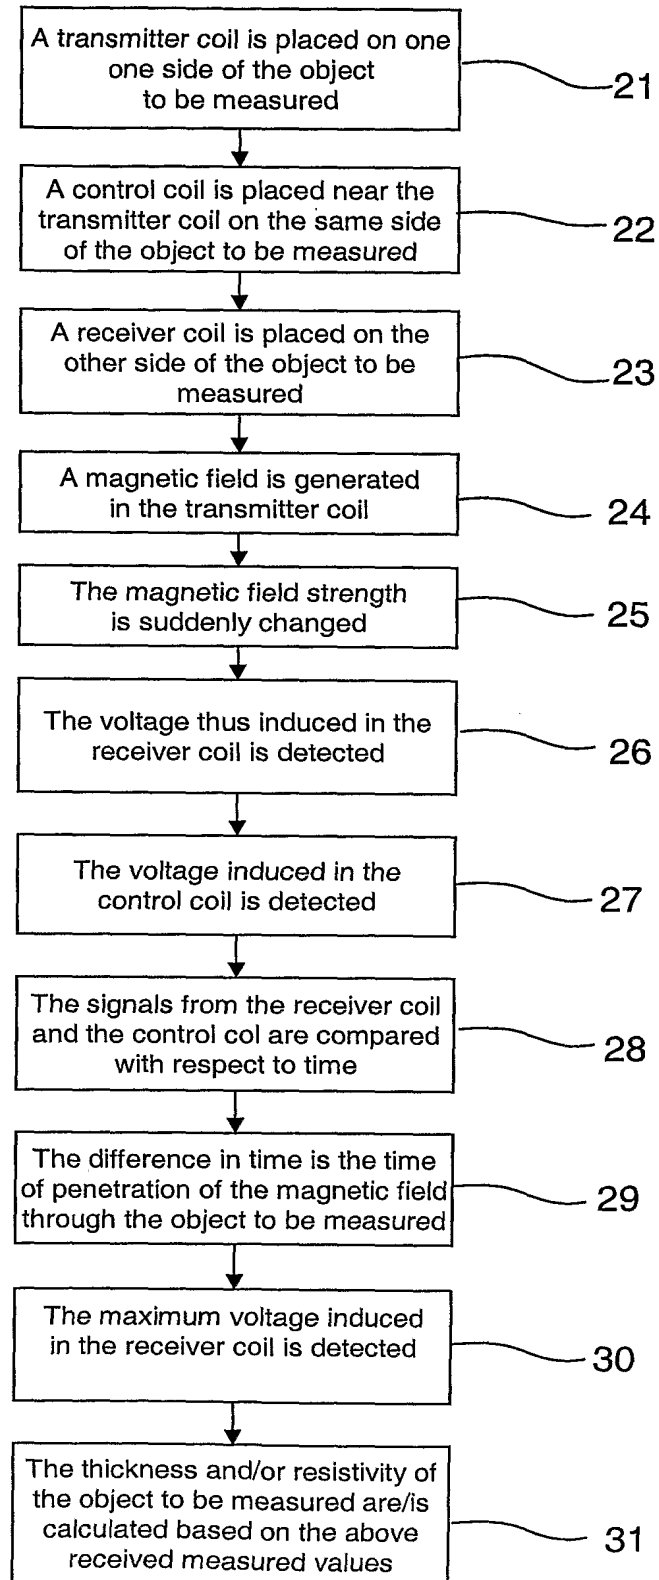 A transmitter coil is placed on one
one side of the object
to be measured
21
A control coil is placed near the
transmitter coil on the same side
of the object to be measured
22
A receiver coil is placed on the
other side of the object to be
measured
23
A magnetic field is generated
in the transmitter coil
24
The magnetic field strength
is suddenly changed
25
The voltage thus induced in the
receiver coil is detected
26
The voltage induced in the
control coil is detected
27
The signals from the receiver coil
and the control col are compared
with respect to time
28
The difference in time is the time
of penetration of the magnetic field
through the object to be measured
29
The maximum voltage induced
in the receiver coil is detected
30
The thickness and/or resistivity of
the object to be measured are/is
calculated based on the above
received measured values
31